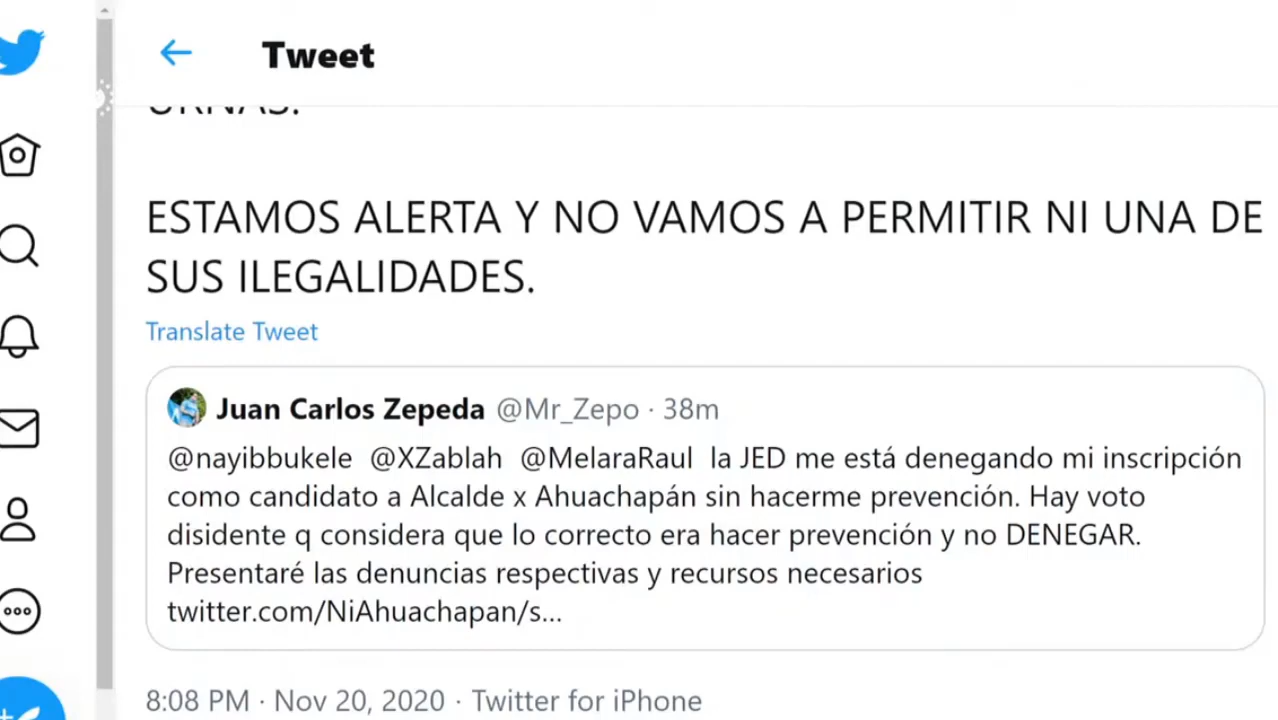 Tweet
URNAS.
ESTAMOS ALERTA Y NO VAMOS A PERMITIR NI UNA DE
SUS ILEGALIDADES.
Translate Tweet
Juan Carlos Zepeda @Mr_Zepo · 38m
@nayibbukele @XZablah @MelaraRaul la JED me está denegando mi inscripción
como candidato a Alcalde x Ahuachapán sin hacerme prevención. Hay voto
disidente q considera que lo correcto era hacer prevención y no DENEGAR.
Presentaré las denuncias respectivas y recursos necesarios
twitter.com/NiAhuachapan/s...
8:08 PM · Nov 20, 2020 · Twitter for iPhone